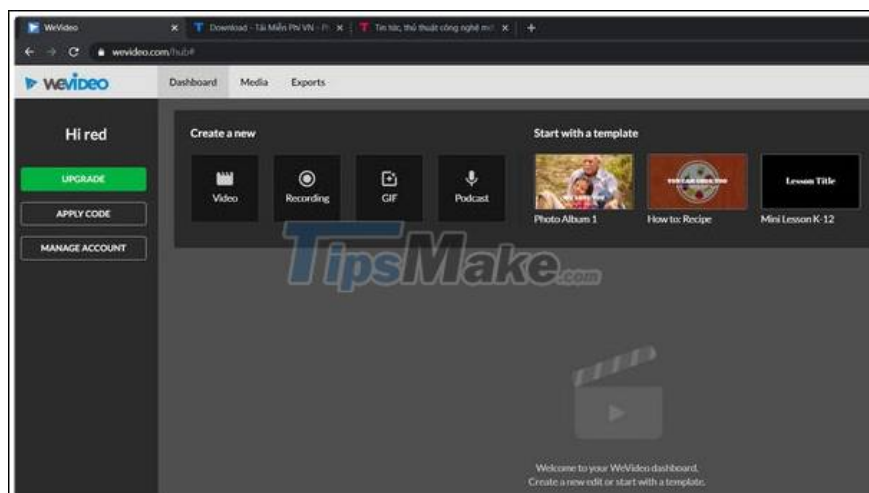 WeVideo
Download - Tải Miễn Phí VN - P
Tin tức, thủ thuật công nghệ mới
wevideo.com/hub#
WeVideo
Dashboard Media Exports
Hi red
UPGRADE
APPLY CODE
MANAGE ACCOUNT
Create a new
Video Recording GIF Podcast
Start with a template
Lesson Title
Photo Album 1 How to: Recipe Mini Lesson K-12
TipsMake.com
Welcome to your WeVideo dashboard.
Create a new edit or start with a template.